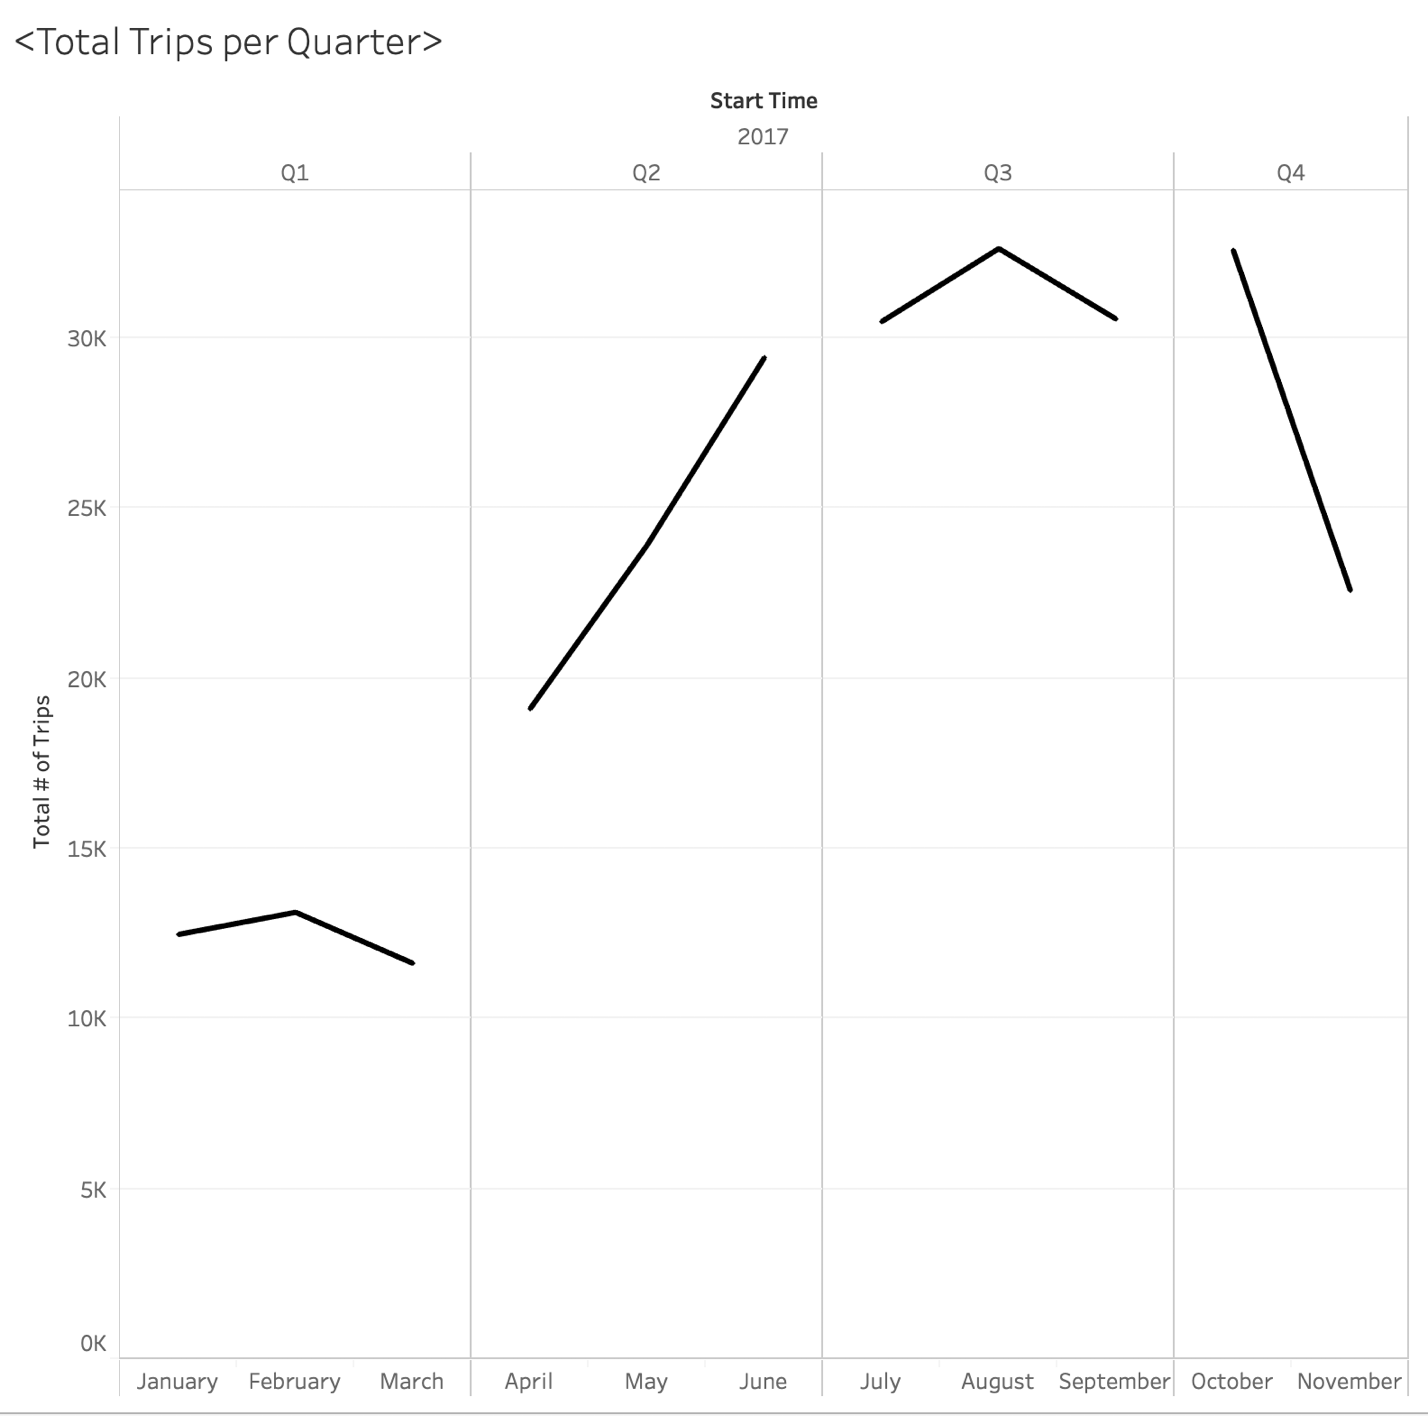 <Total Trips per Quarter>
Start Time
2017
Q1 Q2 Q3 Q4
Total # of Trips
30K
25K
20K
15K
10K
5K
0K
January February March April May June July August September October November